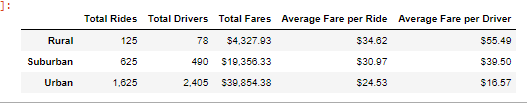 ]:
Total Rides Total Drivers Total Fares Average Fare per Ride Average Fare per Driver
Rural 125 78 $4,327.93 $34.62 $55.49
Suburban 625 490 $19,356.33 $30.97 $39.50
Urban 1,625 2,405 $39,854.38 $24.53 $16.57